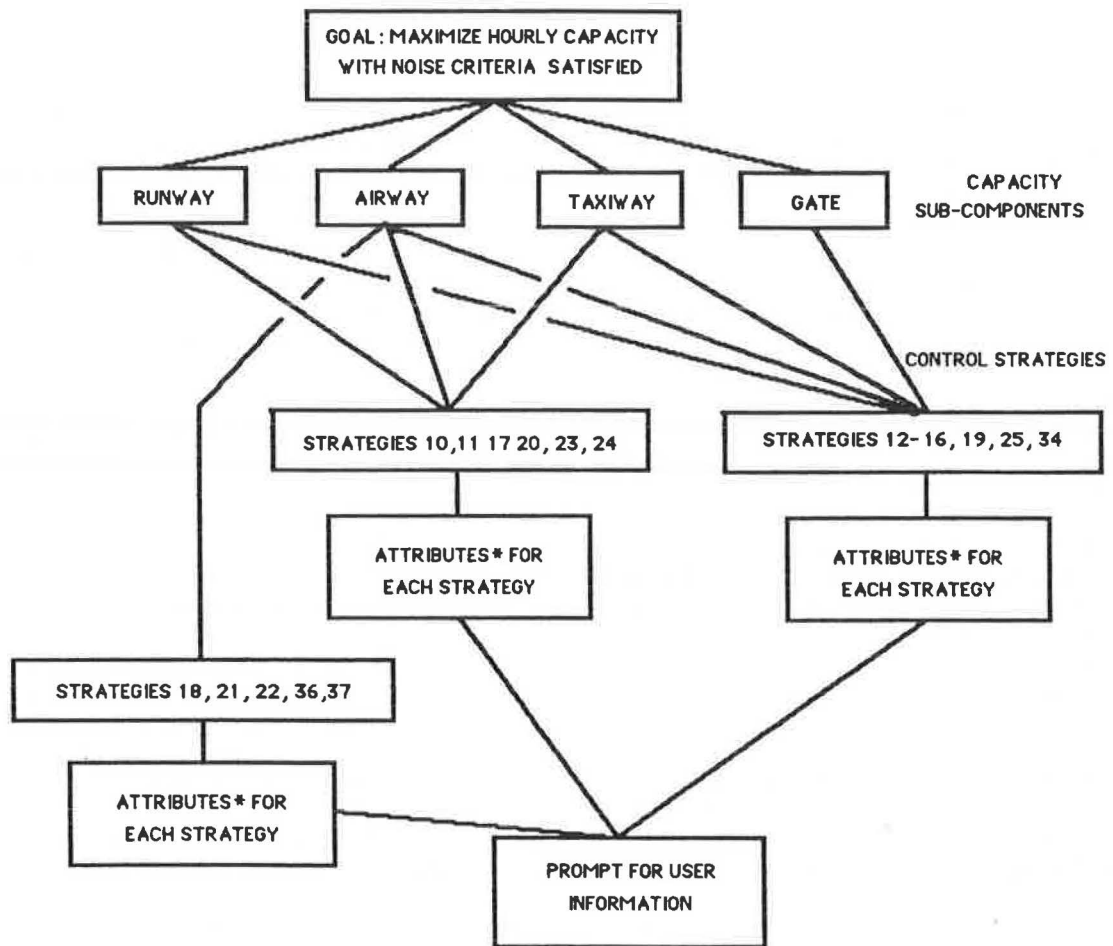 GOAL: MAXIMIZE HOURLY CAPACITY
WITH NOISE CRITERIA SATISFIED
RUNWAY
AIRWAY
TAXIWAY
GATE
CAPACITY
SUB-COMPONENTS
CONTROL STRATEGIES
STRATEGIES 10,11 17 20, 23, 24
STRATEGIES 12-16, 19, 25, 34
ATTRIBUTES* FOR
EACH STRATEGY
ATTRIBUTES* FOR
EACH STRATEGY
STRATEGIES 18, 21, 22, 36,37
ATTRIBUTES* FOR
EACH STRATEGY
PROMPT FOR USER
INFORMATION